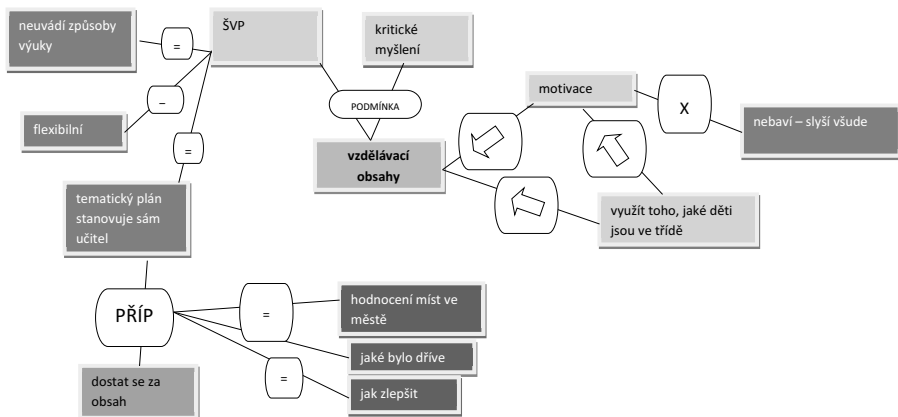 neuvádí způsoby
výuky
=
ŠVP
kritické
myšlení
–
flexibilní
=
PODMÍNKA
motivace
X
nebaví – slyší všude
vzdělávací
obsahy
tematický plán
stanovuje sám
učitel
využít toho, jaké děti
jsou ve třídě
PŘÍP
=
hodnocení míst ve
městě
jaké bylo dříve
=
jak zlepšit
dostat se za
obsah